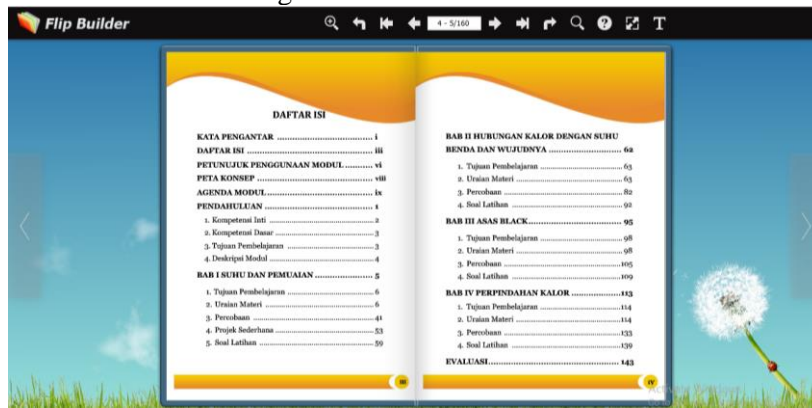 Flip Builder
4 - 5/160
T
DAFTAR ISI
KATA PENGANTAR ........................................ i
DAFTAR ISI ........................................ iii
PETUNUJUK PENGGUNAAN MODUL ........... vi
PETA KONSEP ........................................ viii
AGENDA MODUL ........................................ ix
PENDAHULUAN ........................................ 1
1. Kompetensi Inti ........................................ 2
2. Kompetensi Dasar ........................................ 3
3. Tujuan Pembelajaran ........................................ 3
4. Deskripsi Modul ........................................ 4
BAB I SUHU DAN PEMUAIAN .................... 5
1. Tujuan Pembelajaran ........................................ 6
2. Uraian Materi ........................................ 6
3. Percobaan ........................................ 41
4. Projek Sederhana ........................................ 53
5. Soal Latihan ........................................ 59
iii
BAB II HUBUNGAN KALOR DENGAN SUHU
BENDA DAN WUJUDNYA .................... 62
1. Tujuan Pembelajaran .............................. 63
2. Uraian Materi ........................................ 63
3. Percobaan ........................................ 82
4. Soal Latihan ........................................ 92
BAB III ASAS BLACK .............................. 95
1. Tujuan Pembelajaran .............................. 98
2. Uraian Materi ........................................ 98
3. Percobaan ........................................ 105
4. Soal Latihan ........................................ 109
BAB IV PERPINDAHAN KALOR ................ 113
1. Tujuan Pembelajaran .............................. 114
2. Uraian Materi ........................................ 114
3. Percobaan ........................................ 133
4. Soal Latihan ........................................ 139
EVALUASI ........................................ 143
iv